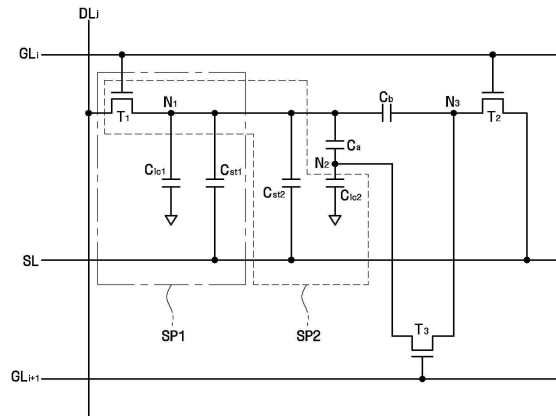 DLj
GLi
T1
N1
Cb
N3
T2
Ca
N2
Clc1
Cst1
Cst2
Clc2
SL
SP1
SP2
T3
GLi+1